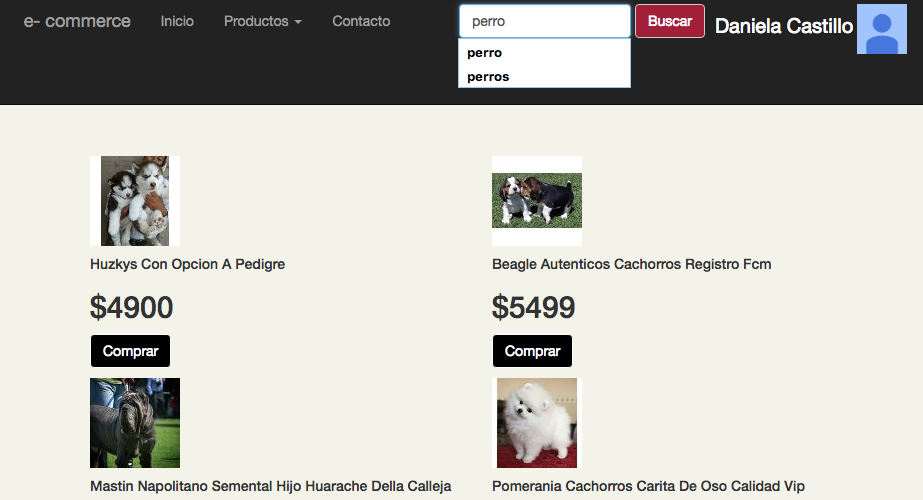 e- commerce Inicio Productos Contacto perro Buscar Daniela Castillo
perro
perros
Huzkys Con Opcion A Pedigre
$4900
Comprar
Beagle Autenticos Cachorros Registro Fcm
$5499
Comprar
Mastin Napolitano Semental Hijo Huarache Della Calleja
Pomerania Cachorros Carita De Oso Calidad Vip